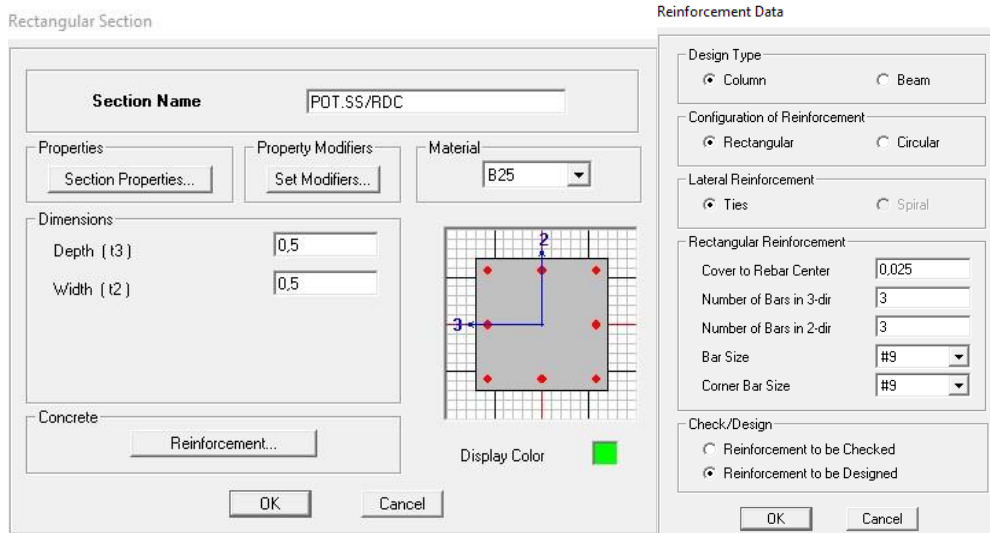 Rectangular Section
Section Name POT.SS/RDC
Properties
Section Properties...
Property Modifiers
Set Modifiers...
Material
B25
Dimensions
Depth ( t3 ) 0,5
Width ( t2 ) 0,5
2
3
Concrete
Reinforcement...
Display Color
OK Cancel
Reinforcement Data
Design Type
Column Beam
Configuration of Reinforcement
Rectangular Circular
Lateral Reinforcement
Ties Spiral
Rectangular Reinforcement
Cover to Rebar Center 0,025
Number of Bars in 3-dir 3
Number of Bars in 2-dir 3
Bar Size #9
Corner Bar Size #9
Check/Design
Reinforcement to be Checked
Reinforcement to be Designed
OK Cancel